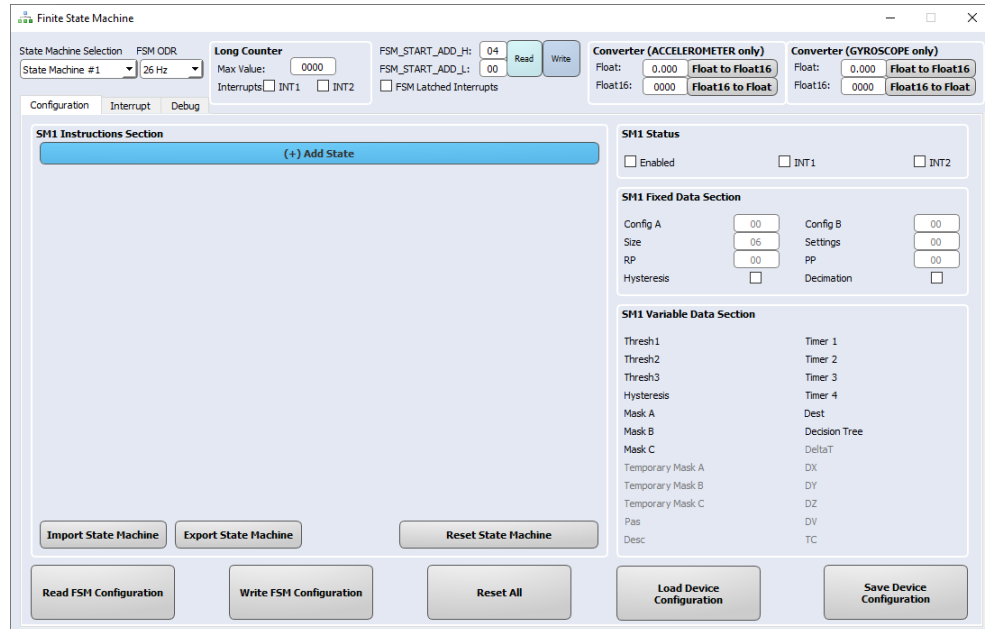 Finite State Machine
State Machine Selection FSM ODR
State Machine #1 26 Hz
Long Counter
Max Value: 0000
Interrupts INT1 INT2
FSM_START_ADD_H: 04
FSM_START_ADD_L: 00
Read Write
FSM Latched Interrupts
Converter (ACCELEROMETER only)
Float: 0.000 Float to Float16
Float16: 0000 Float16 to Float
Converter (GYROSCOPE only)
Float: 0.000 Float to Float16
Float16: 0000 Float16 to Float
Configuration Interrupt Debug
SM1 Instructions Section
(+) Add State
Import State Machine Export State Machine Reset State Machine
SM1 Status
Enabled INT1 INT2
SM1 Fixed Data Section
Config A 00 Config B 00
Size 06 Settings 00
RP 00 PP 00
Hysteresis Decimation
SM1 Variable Data Section
Thresh1 Timer 1
Thresh2 Timer 2
Thresh3 Timer 3
Hysteresis Timer 4
Mask A Dest
Mask B Decision Tree
Mask C DeltaT
Temporary Mask A DX
Temporary Mask B DY
Temporary Mask C DZ
Pas DV
Desc TC
Read FSM Configuration Write FSM Configuration Reset All
Load Device
Configuration
Save Device
Configuration